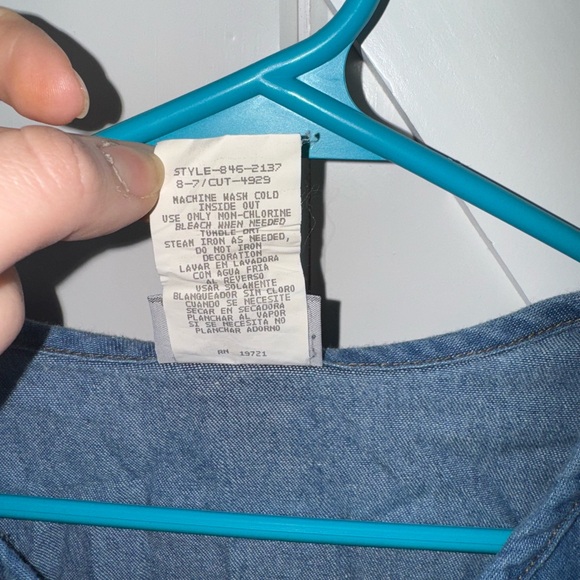 STYLE-846-2137
8-7/CUT-4929
MACHINE WASH COLD
INSIDE OUT
USE ONLY NON-CHLORINE
BLEACH WHEN NEEDED
TUMBLE DRY
STEAM IRON AS NEEDED,
DO NOT IRON
DECORATION
LAVAR EN LAVADORA
CON AGUA FRIA
AL REVERSO
USAR SOLAMENTE
BLANQUEADOR SIN CLORO
CUANDO SE NECESITE
SECAR EN SECADORA
PLANCHAR AL VAPOR
SI SE NECESITA NO
PLANCHAR ADORNO
RN 19721